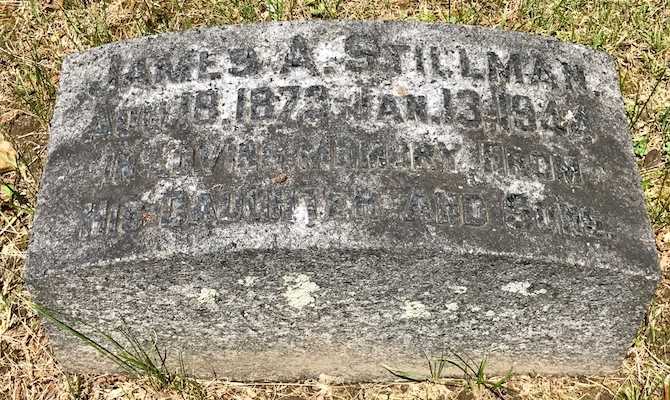 JAMES A. STILLMAN.
AUG. 18, 1873 - JAN. 13, 1944
IN LOVING MEMORY FROM
HIS DAUGHTER AND SONS.